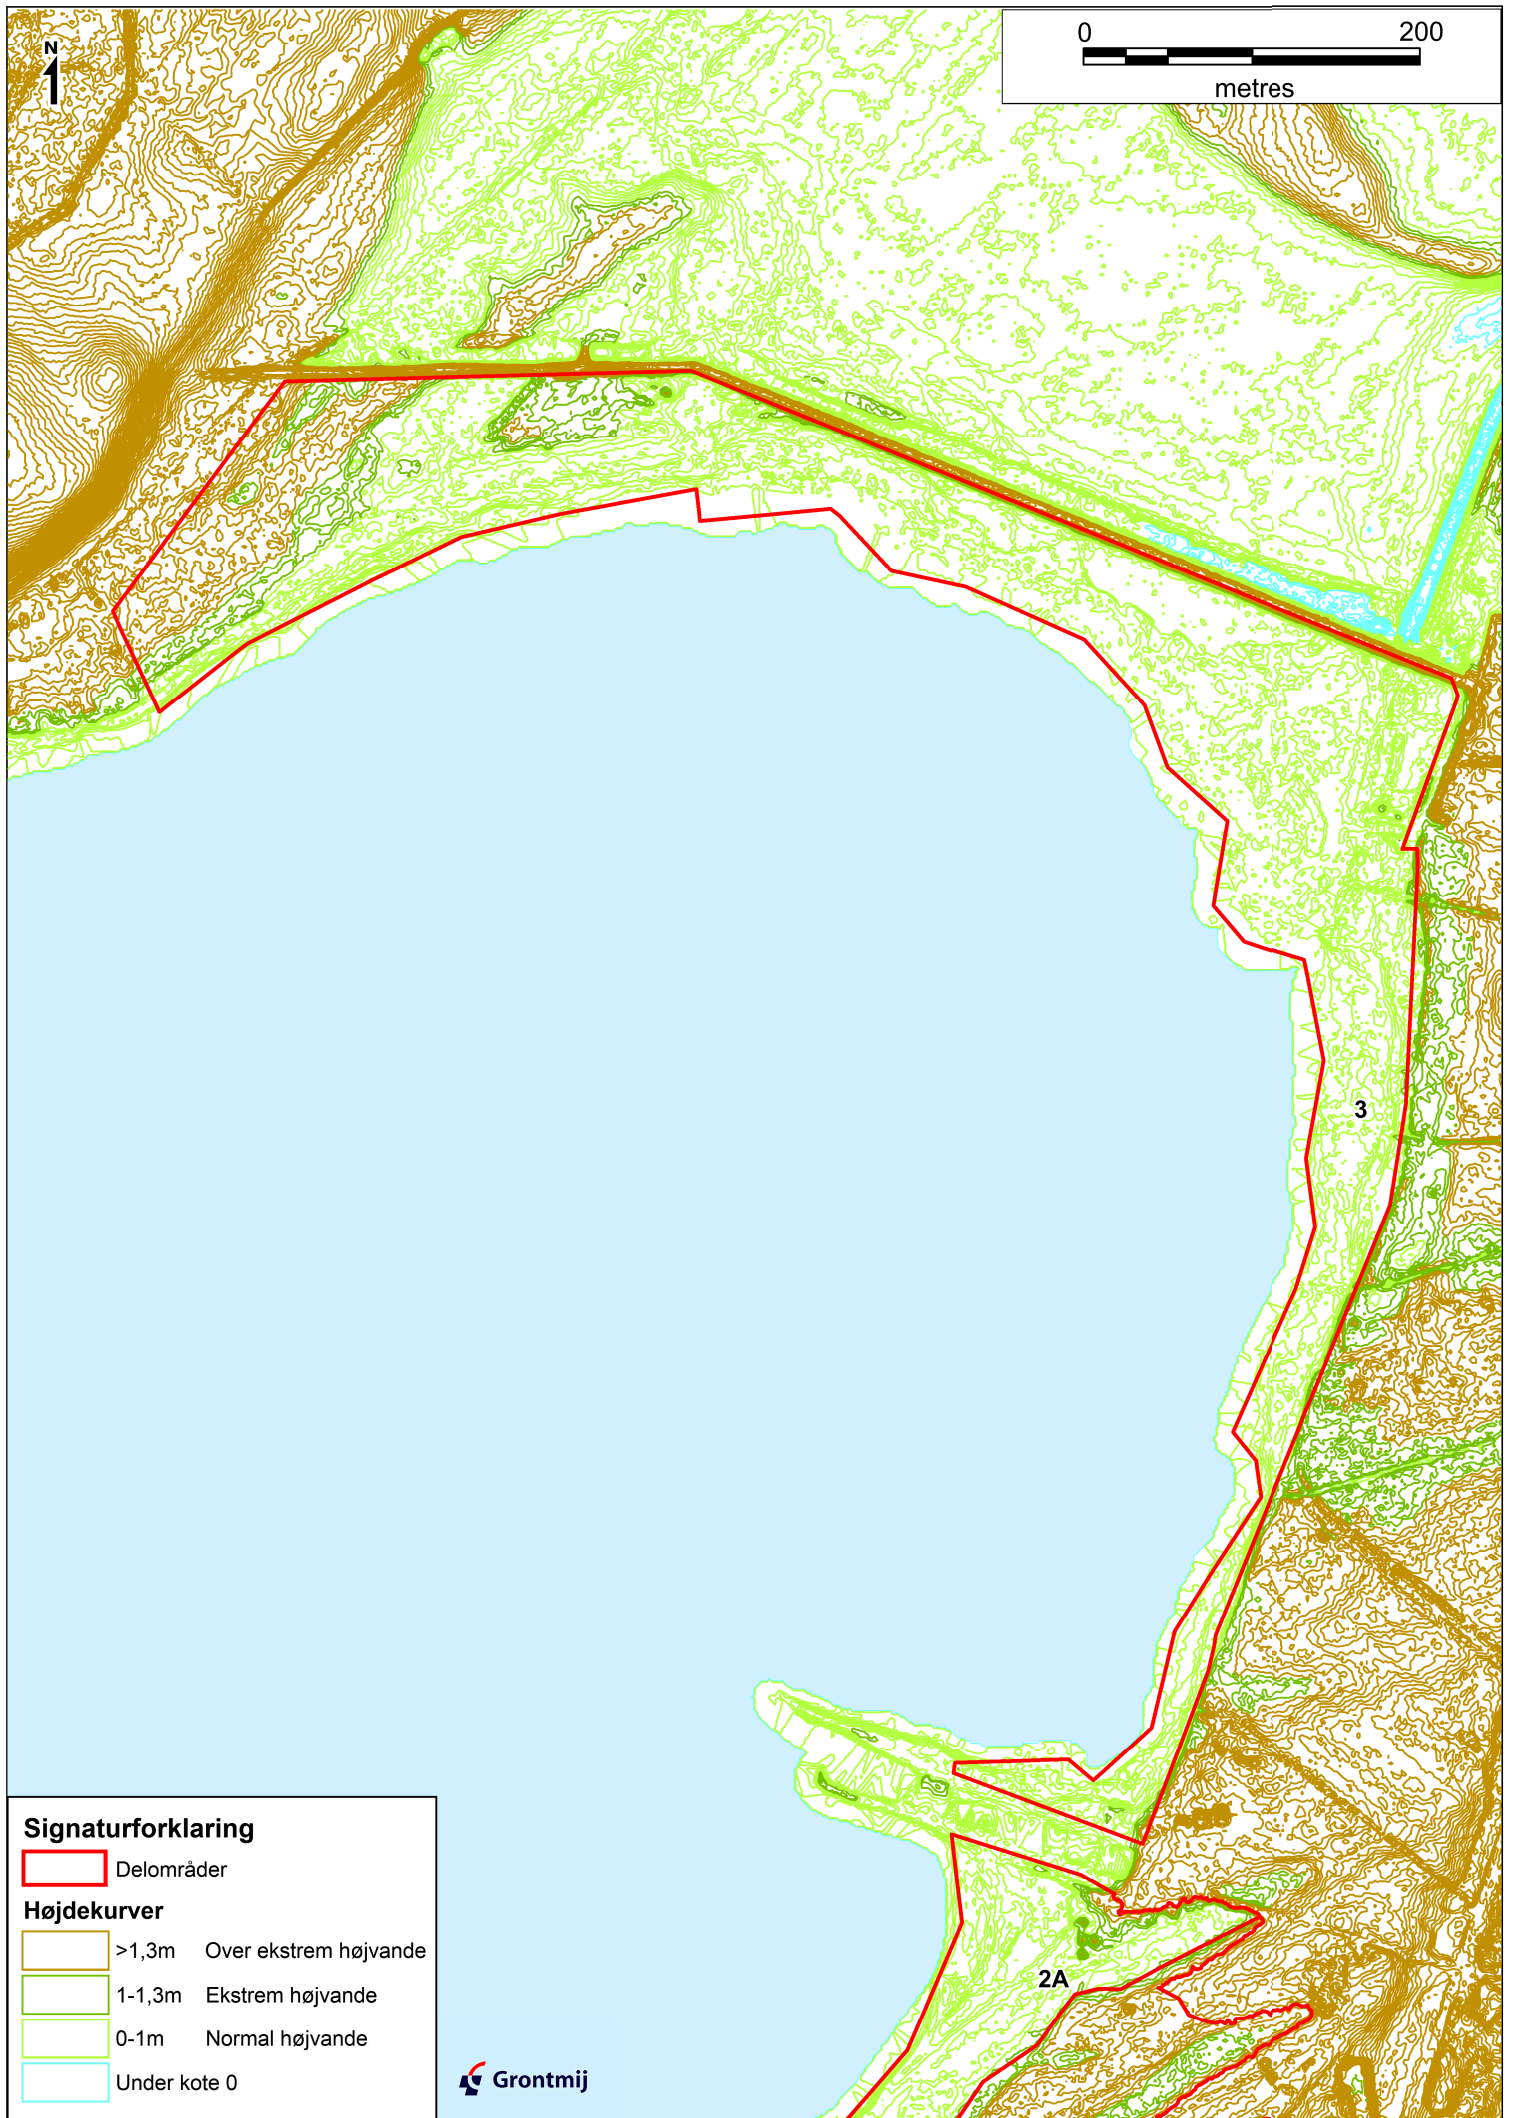 N
0 200
metres
3
2A
Signaturforklaring
Delområder
Højdekurver
>1,3m Over ekstrem højvande
1-1,3m Ekstrem højvande
0-1m Normal højvande
Under kote 0
Grontmij